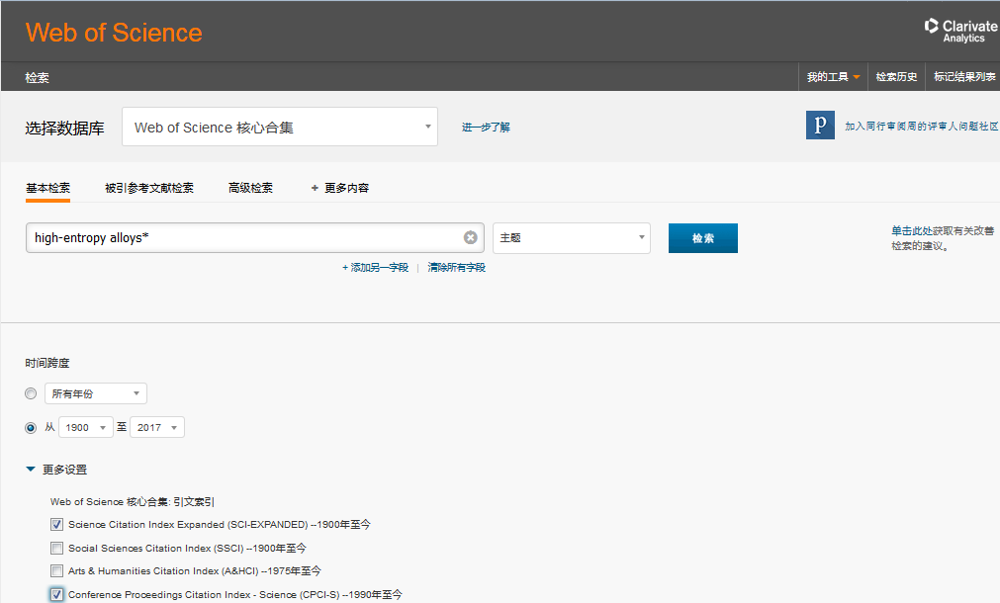 Web of Science
Clarivate
Analytics
检索
我的工具 检索历史 标记结果列表
选择数据库 Web of Science 核心合集 进一步了解
P 加入同行审阅周的评审人问题社区
基本检索 被引参考文献检索 高级检索 + 更多内容
high-entropy alloys* 主题 检索
单击此处获取有关改善
检索的建议。
+ 添加另一字段 | 清除所有字段
时间跨度
所有年份
从 1900 至 2017
更多设置
Web of Science 核心合集: 引文索引
Science Citation Index Expanded (SCI-EXPANDED) --1900年至今
Social Sciences Citation Index (SSCI) --1900年至今
Arts & Humanities Citation Index (A&HCI) --1975年至今
Conference Proceedings Citation Index - Science (CPCI-S) --1990年至今